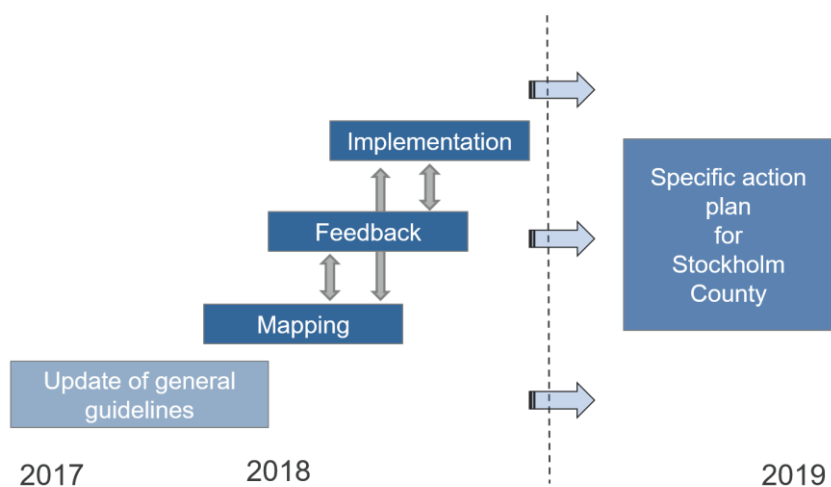 Implementation
Feedback
Mapping
Update of general
guidelines
Specific action
plan
for
Stockholm
County
2017
2018
2019